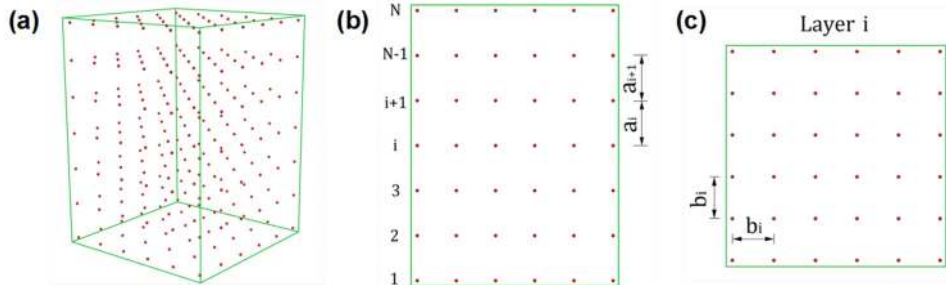 (a)
(b)
N
N-1
i+1
i
3
2
1
aᵢ₊₁
aᵢ
(c)
Layer i
bᵢ
bᵢ